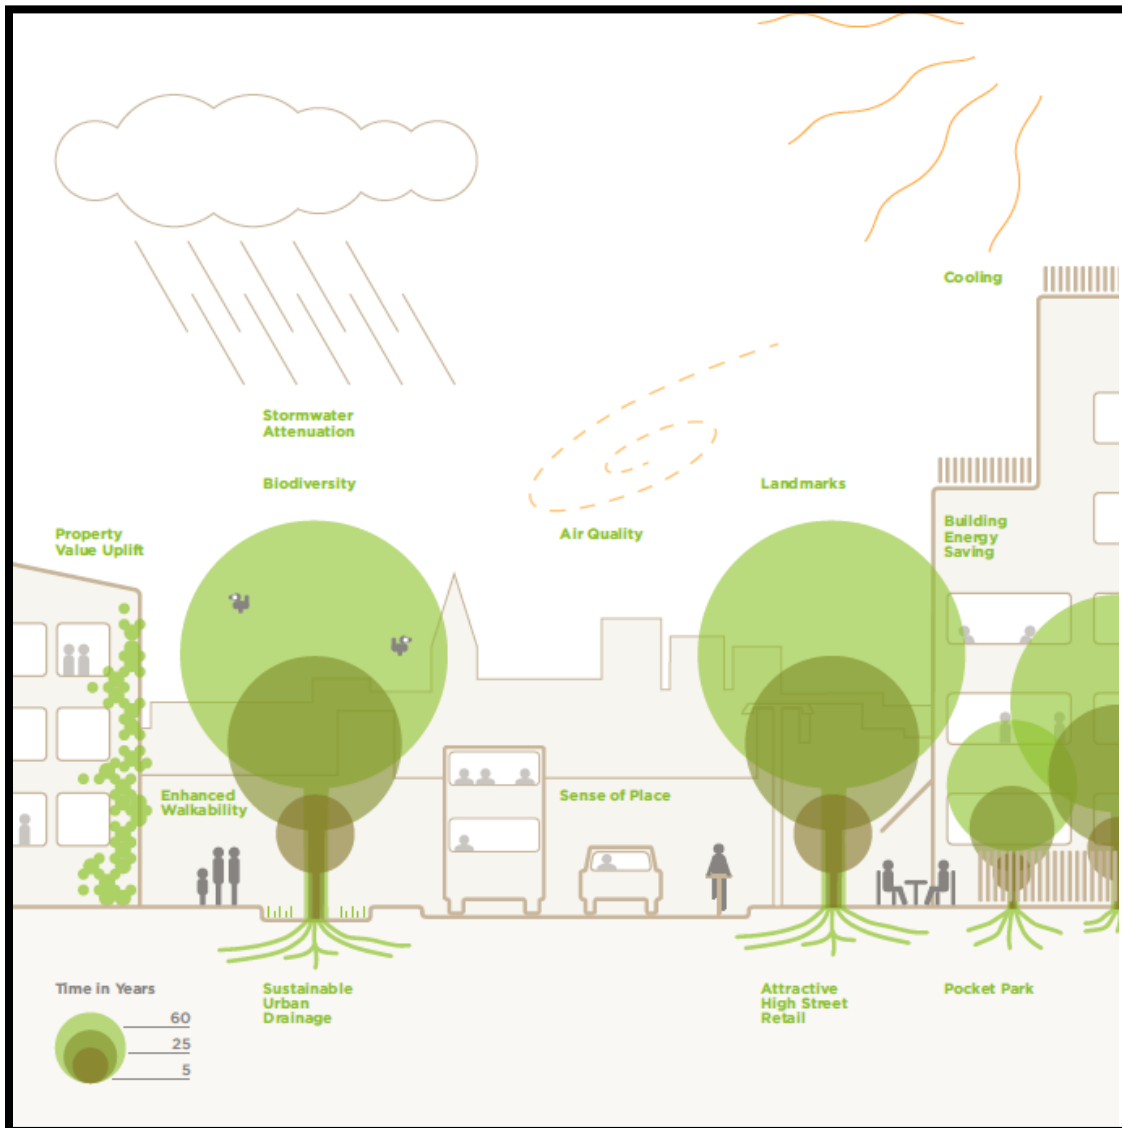 Cooling
Stormwater
Attenuation
Biodiversity
Landmarks
Property
Value Uplift
Air Quality
Building
Energy
Saving
Enhanced
Walkability
Sense of Place
Time in Years
60
25
5
Sustainable
Urban
Drainage
Attractive
High Street
Retail
Pocket Park